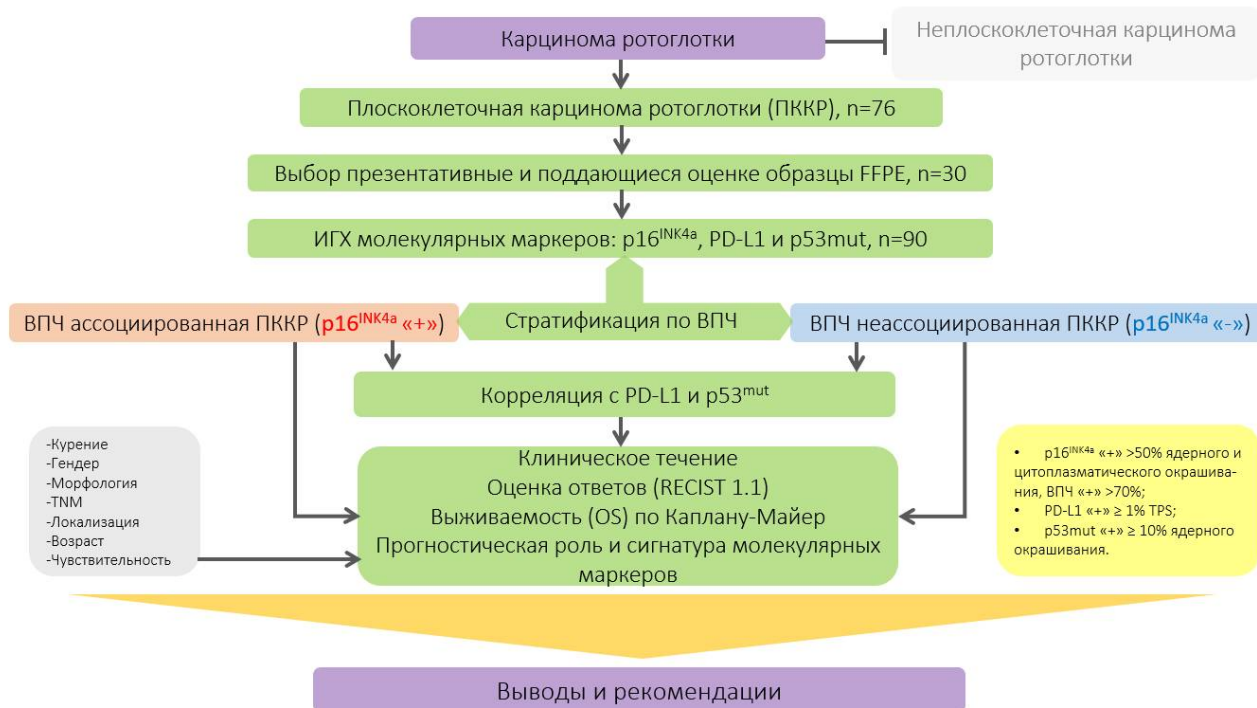 Карцинома ротоглотки
Неплоскоклеточная карцинома
ротоглотки
Плоскоклеточная карцинома ротоглотки (ПККР), n=76
Выбор презентативные и поддающиеся оценке образцы FFPE, n=30
ИГХ молекулярных маркеров: p16INK4a, PD-L1 и p53mut, n=90
ВПЧ ассоциированная ПККР (p16INK4a «+»)
Стратификация по ВПЧ
ВПЧ неассоциированная ПККР (p16INK4a «-»)
Корреляция с PD-L1 и p53mut
-Курение
-Гендер
-Морфология
-TNM
-Локализация
-Возраст
-Чувствительность
Клиническое течение
Оценка ответов (RECIST 1.1)
Выживаемость (OS) по Каплану-Майер
Прогностическая роль и сигнатура молекулярных
маркеров
• p16INK4a «+» >50% ядерного и
цитоплазматического окрашива-
ния, ВПЧ «+» >70%;
• PD-L1 «+» ≥ 1% TPS;
• p53mut «+» ≥ 10% ядерного
окрашивания.
Выводы и рекомендации